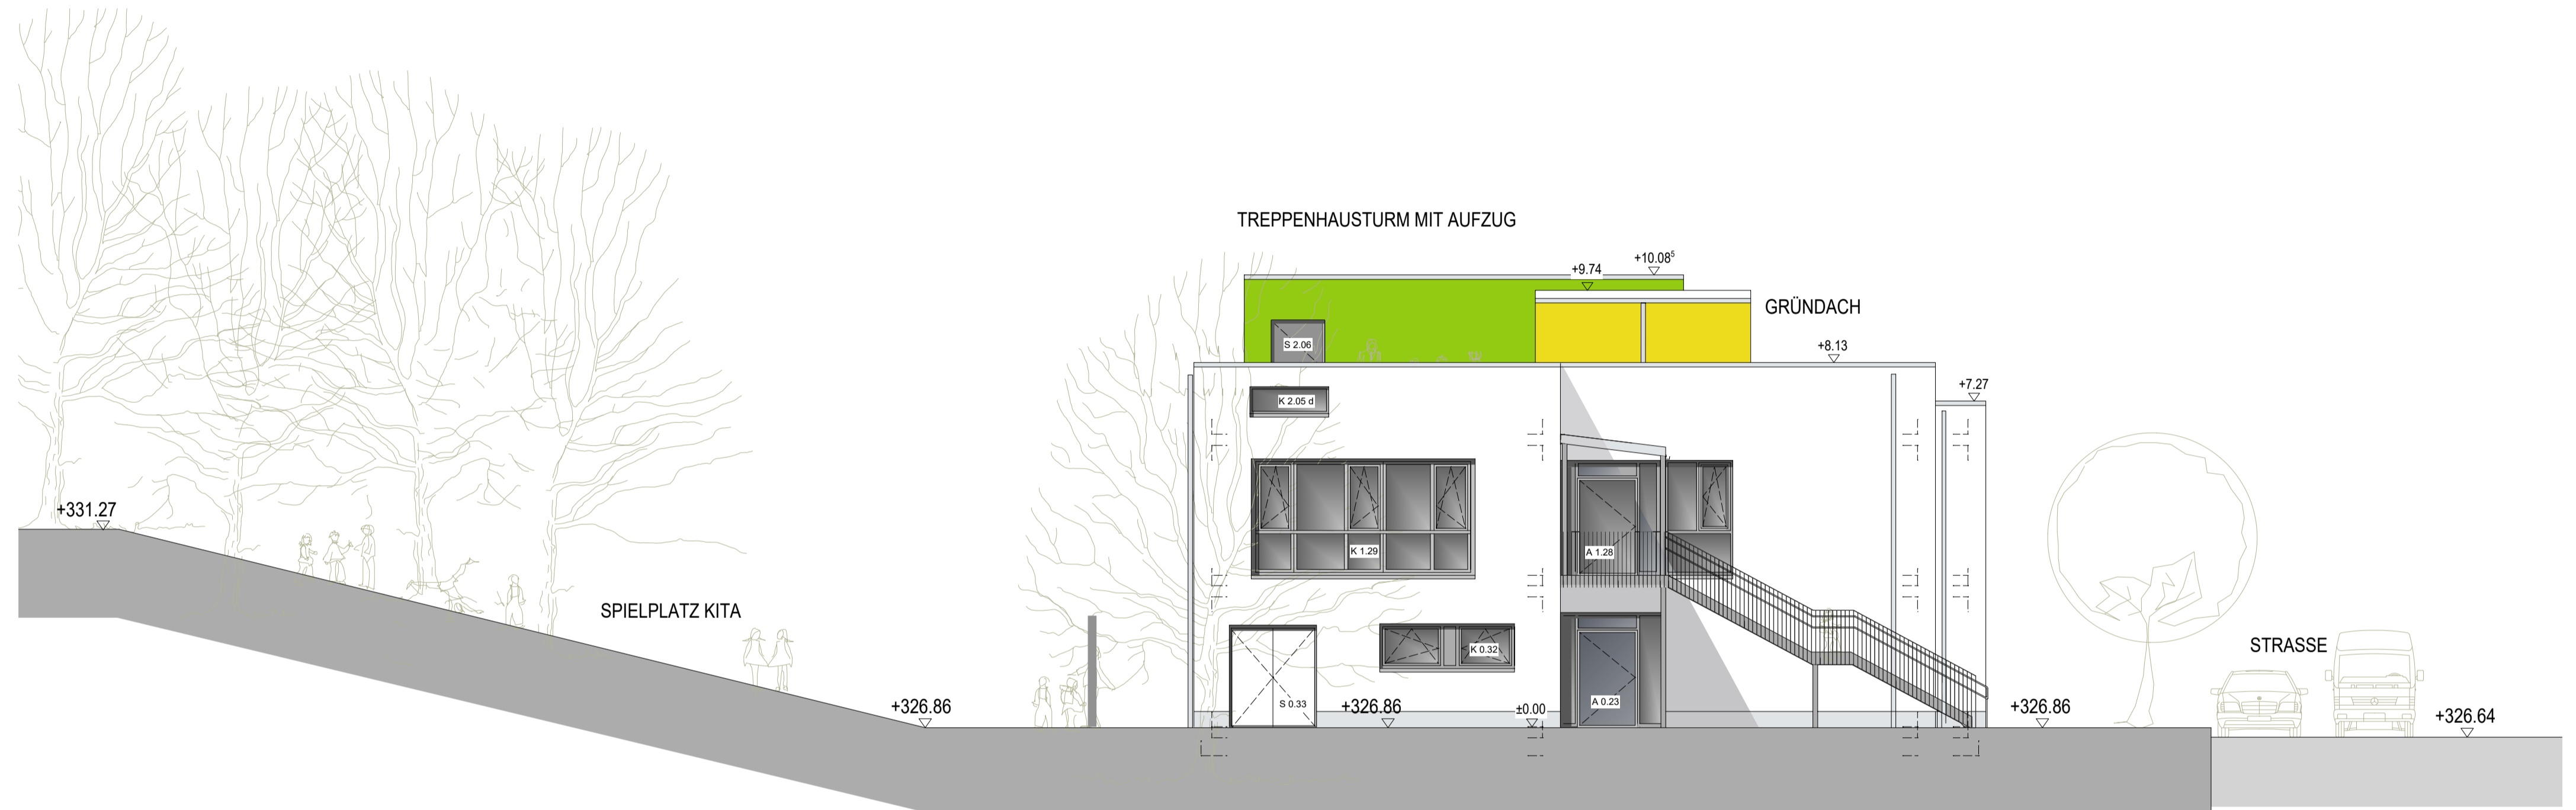 TREPPENHAUSTURM MIT AUFZUG
+10.08⁵
+9.74
GRÜNDACH
S 2.06
+8.13
+7.27
K 2.05 d
+331.27
K 1.29
A 1.28
SPIELPLATZ KITA
STRASSE
K 0.32
S 0.33
A 0.23
+326.86
+326.86
±0.00
+326.86
+326.64